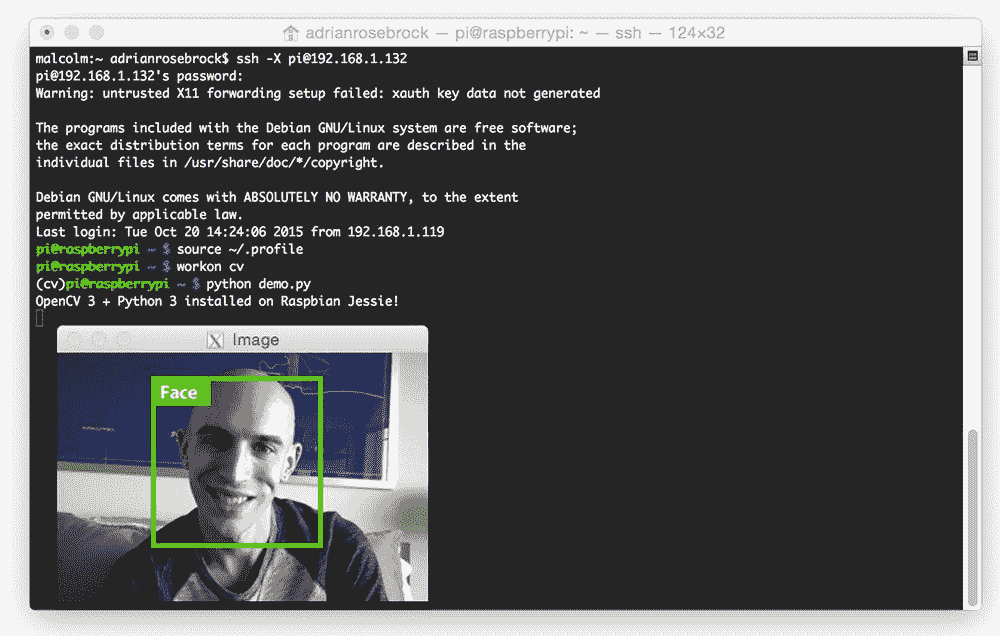 adrianrosebrock — pi@raspberrypi: ~ — ssh — 124×32
malcolm:~ adrianrosebrock$ ssh -X pi@192.168.1.132
pi@192.168.1.132's password:
Warning: untrusted X11 forwarding setup failed: xauth key data not generated
The programs included with the Debian GNU/Linux system are free software;
the exact distribution terms for each program are described in the
individual files in /usr/share/doc/*/copyright.
Debian GNU/Linux comes with ABSOLUTELY NO WARRANTY, to the extent
permitted by applicable law.
Last login: Tue Oct 20 14:24:06 2015 from 192.168.1.119
pi@raspberrypi ~ $ source ~/.profile
pi@raspberrypi ~ $ workon cv
(cv)pi@raspberrypi ~ $ python demo.py
OpenCV 3 + Python 3 installed on Raspbian Jessie!
X Image
Face